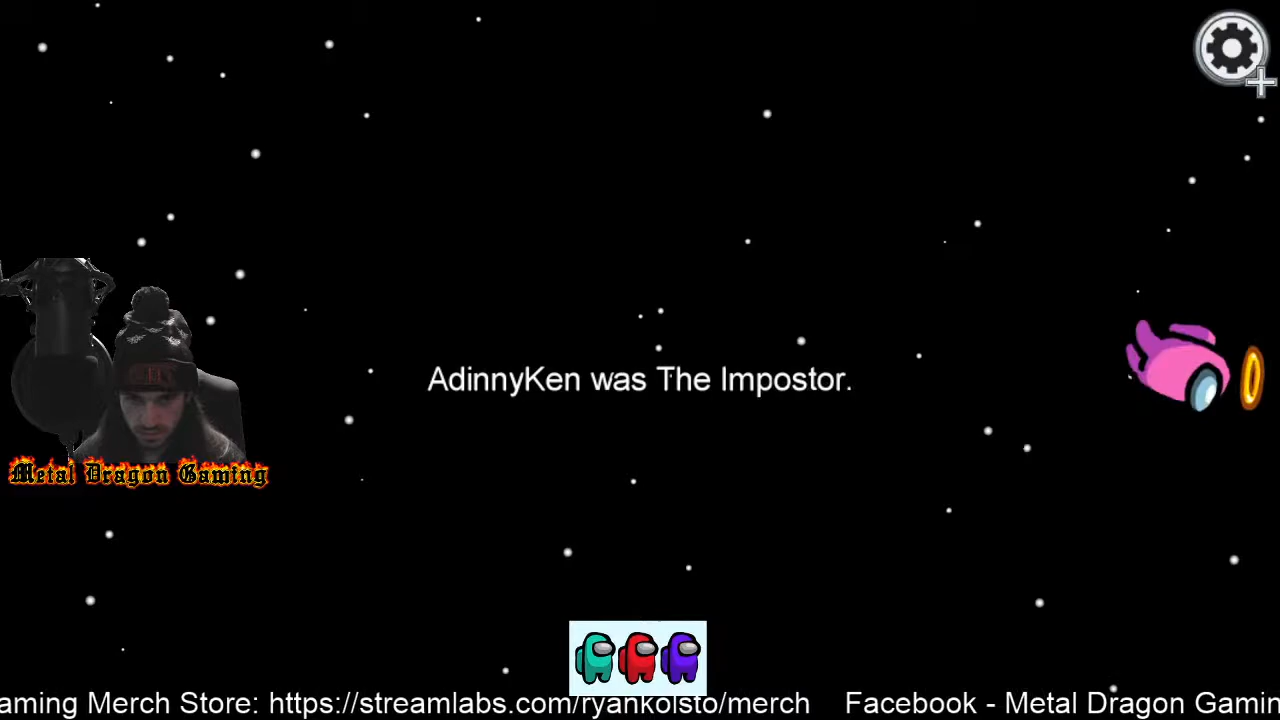 AdinnyKen was The Impostor.
Metal Dragon Gaming
aming Merch Store: https://streamlabs.com/ryankolsto/merch Facebook - Metal Dragon Gamin